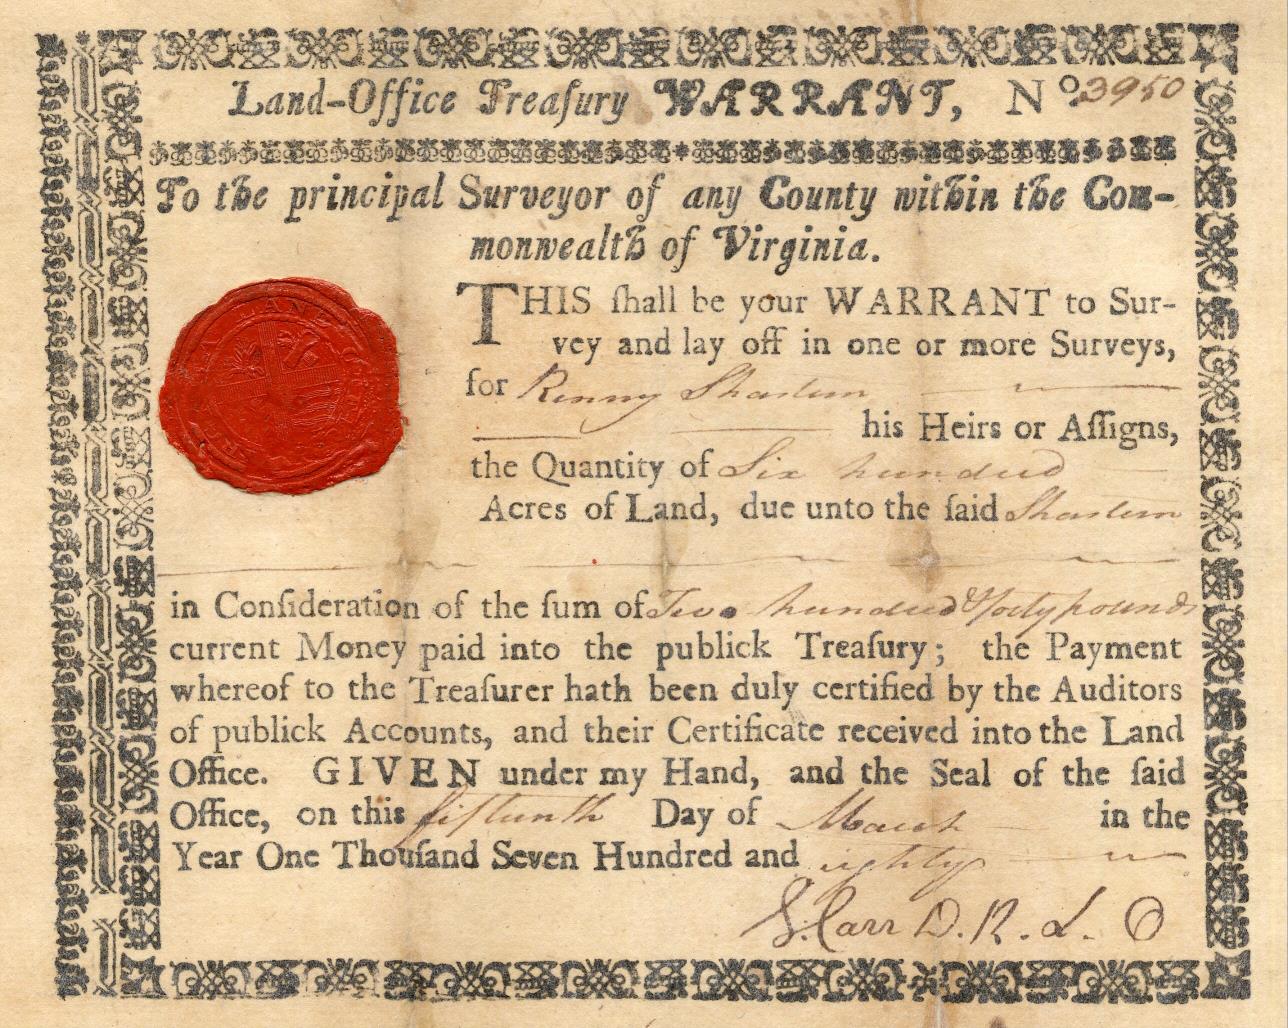 Land-Office Treaſury WARRANT, No. 3950
To the principal Surveyor of any County within the Com-
monwealth of Virginia.
THIS ſhall be your WARRANT to Sur-
vey and lay off in one or more Surveys,
for
his Heirs or Aſſigns,
the Quantity of Six hundred
Acres of Land, due unto the ſaid
in Conſideration of the ſum of Two hundred & forty pounds
current Money paid into the publick Treaſury; the Payment
whereof to the Treaſurer hath been duly certified by the Auditors
of publick Accounts, and their Certificate received into the Land
Office. GIVEN under my Hand, and the Seal of the ſaid
Office, on this fifteenth Day of March in the
Year One Thouſand Seven Hundred and eighty
S. Carr D. R. L. O